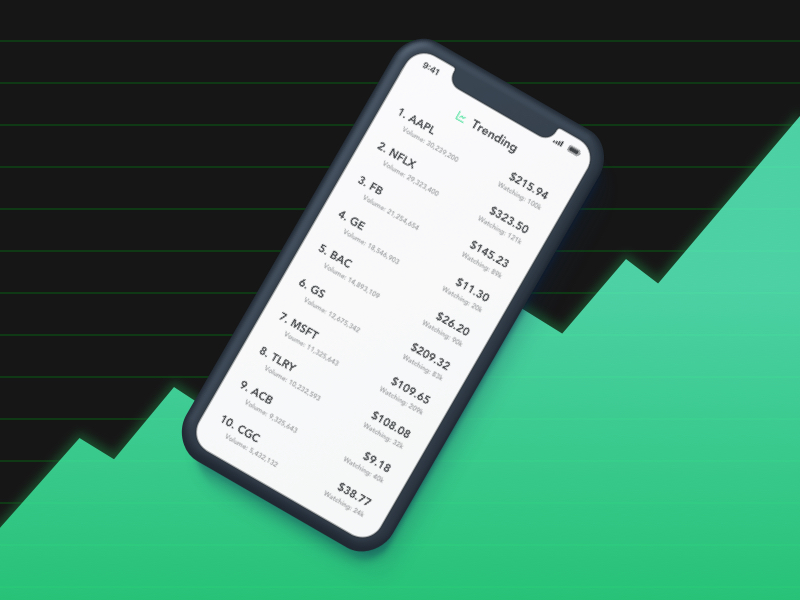 9:41
Trending
1. AAPL $215.94
Volume: 30,239,200 Watching: 100k
2. NFLX $323.50
Volume: 29,323,400 Watching: 121k
3. FB $145.23
Volume: 21,254,654 Watching: 89k
4. GE $11.30
Volume: 18,546,903 Watching: 20k
5. BAC $26.20
Volume: 14,893,109 Watching: 90k
6. GS $209.32
Volume: 12,675,342 Watching: 83k
7. MSFT $109.65
Voume: 11,325,643 Watching: 209k
8. TLRY $108.08
Volume: 10,232,593 Watching: 32k
9. ACB $9.18
Volume: 9,325,643 Watching: 40k
10. CGC $38.77
Volume: 5,432,132 Watching: 24k